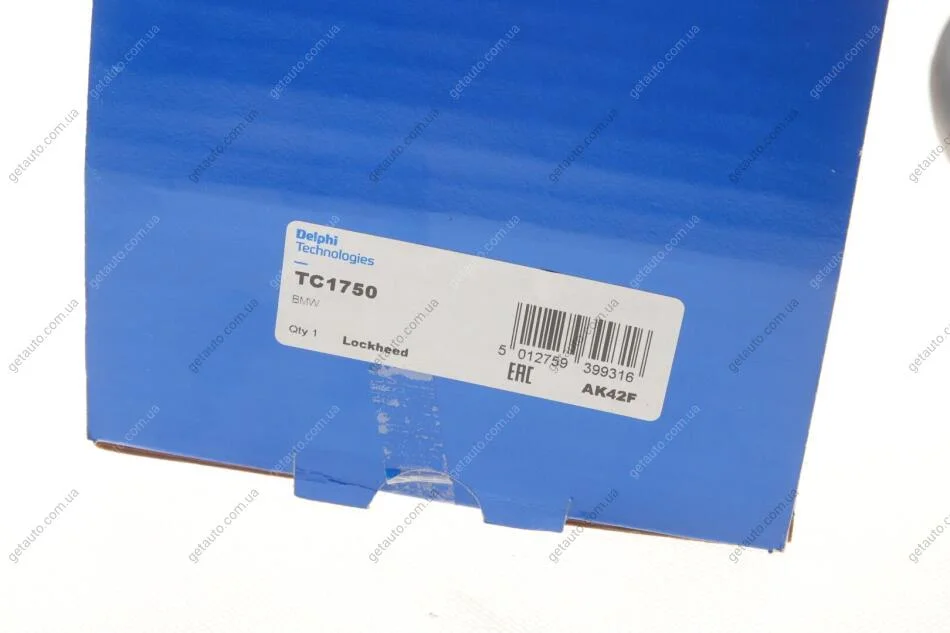 Delphi
Technologies
TC1750
BMW
Qty 1
Lockheed
5 012759 399316
EAC
AK42F
getauto.com.ua